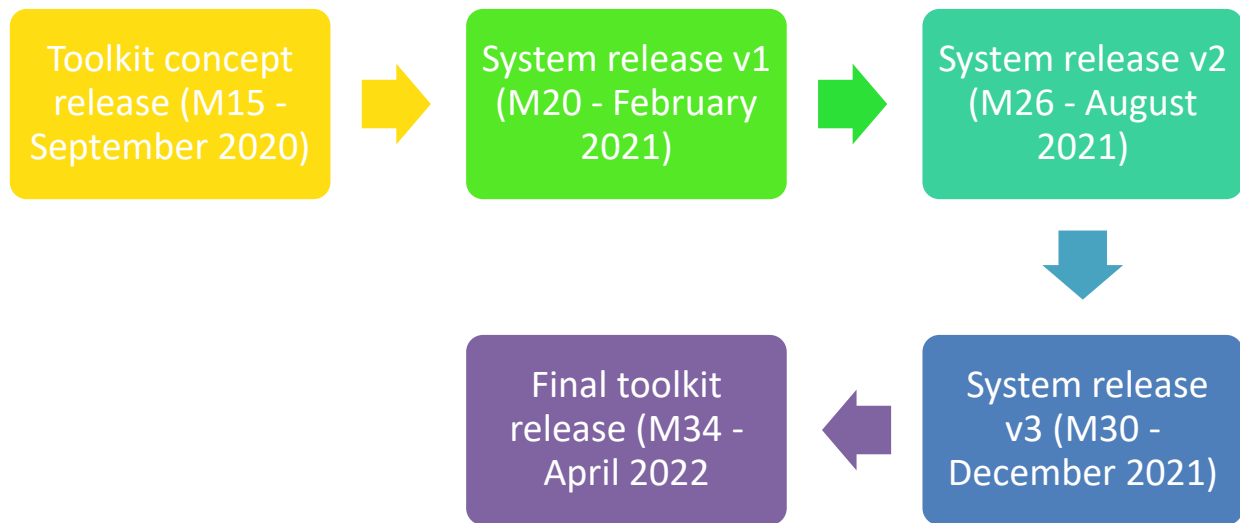 Toolkit concept
release (M15 -
September 2020)
System release v1
(M20 - February
2021)
System release v2
(M26 - August
2021)
System release
v3 (M30 -
December 2021)
Final toolkit
release (M34 -
April 2022